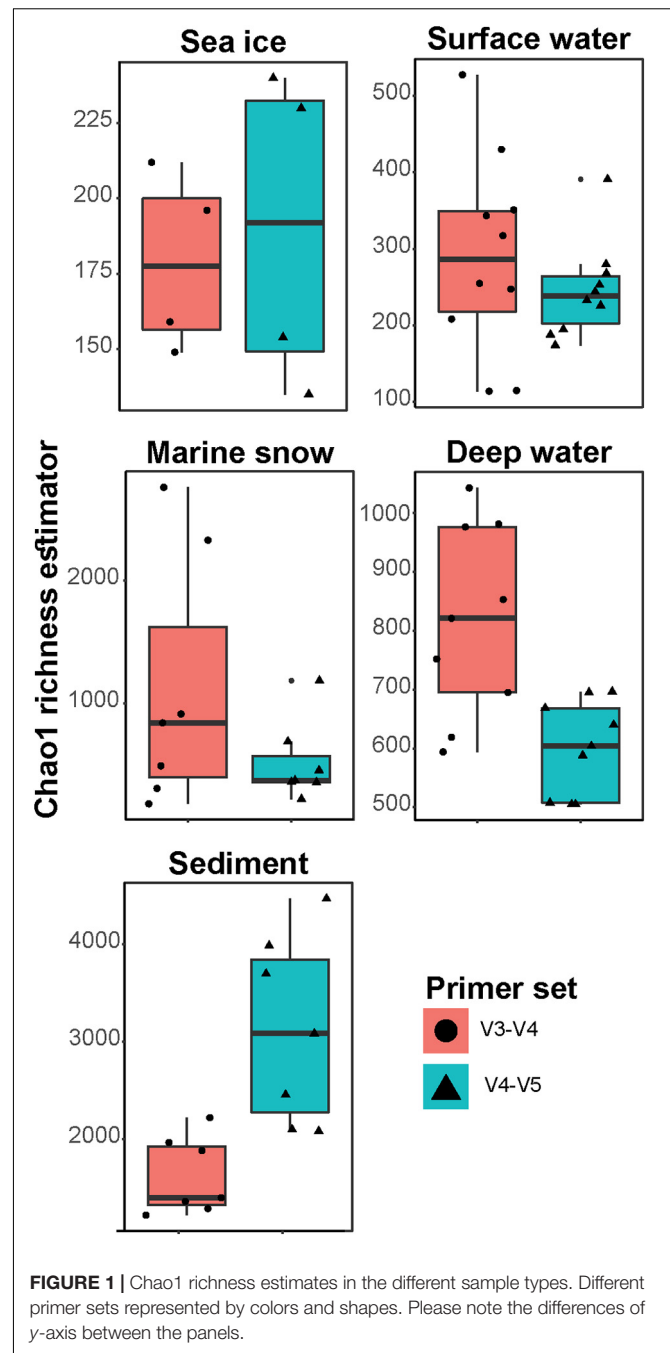 Sea ice
225
200
175
150
Surface water
500
400
300
200
100
Chao1 richness estimator
Marine snow
2000
1000
Deep water
1000
900
800
700
600
500
Sediment
4000
3000
2000
Primer set
V3-V4
V4-V5
FIGURE 1 | Chao1 richness estimates in the different sample types. Different
primer sets represented by colors and shapes. Please note the differences of
y-axis between the panels.